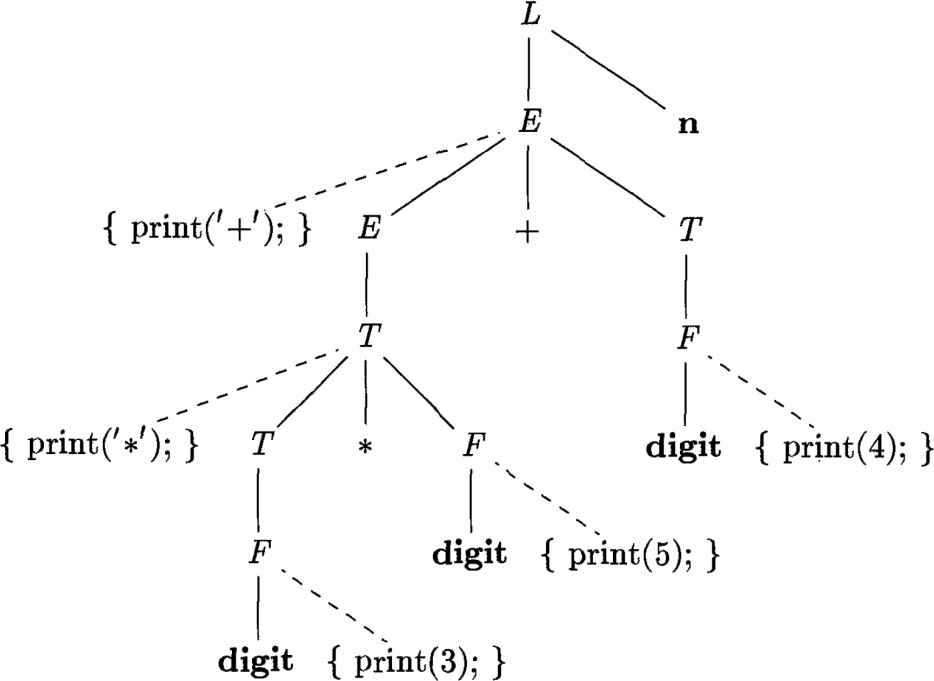 L
E n
{ print('+'); } E + T
T F
{ print('*'); } T * F digit { print(4); }
F digit { print(5); }
digit { print(3); }